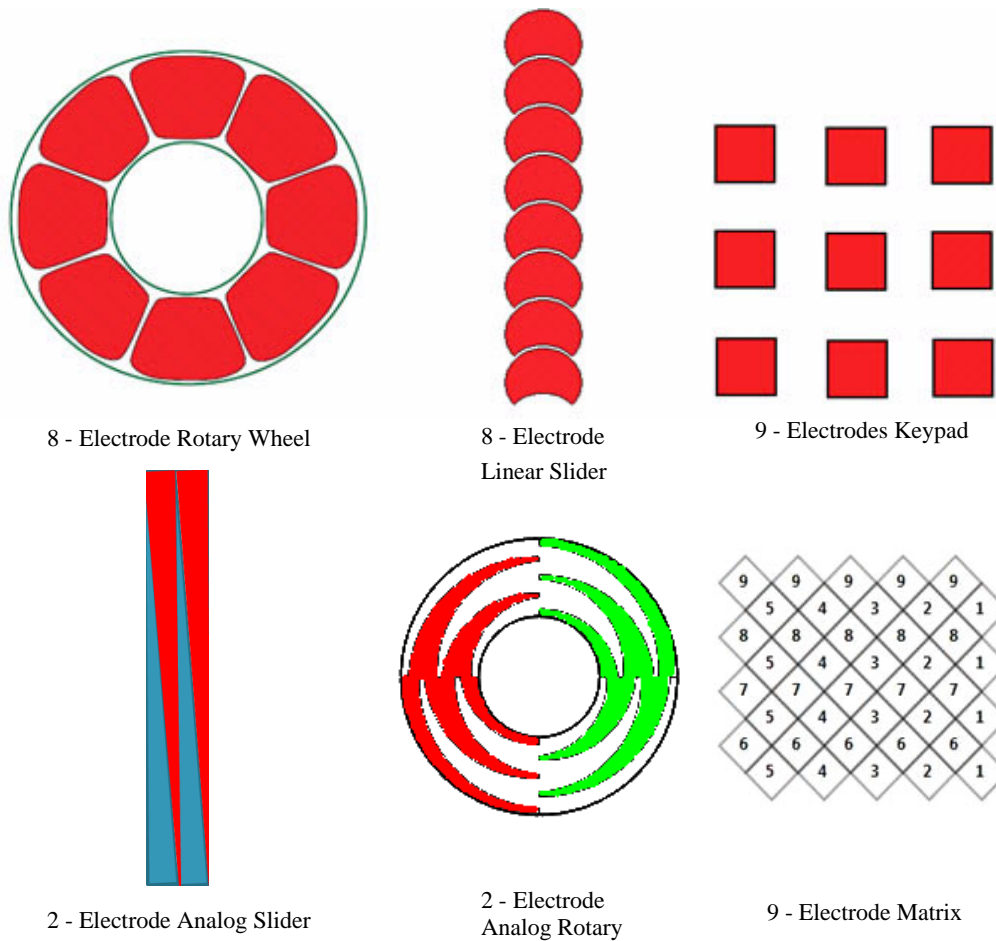 8 - Electrode Rotary Wheel
8 - Electrode
Linear Slider
9 - Electrodes Keypad
2 - Electrode Analog Slider
2 - Electrode
Analog Rotary
9 9 9 9 9
5 4 3 2 1
8 8 8 8 8
5 4 3 2 1
7 7 7 7 7
5 4 3 2 1
6 6 6 6 6
5 4 3 2 1
9 - Electrode Matrix